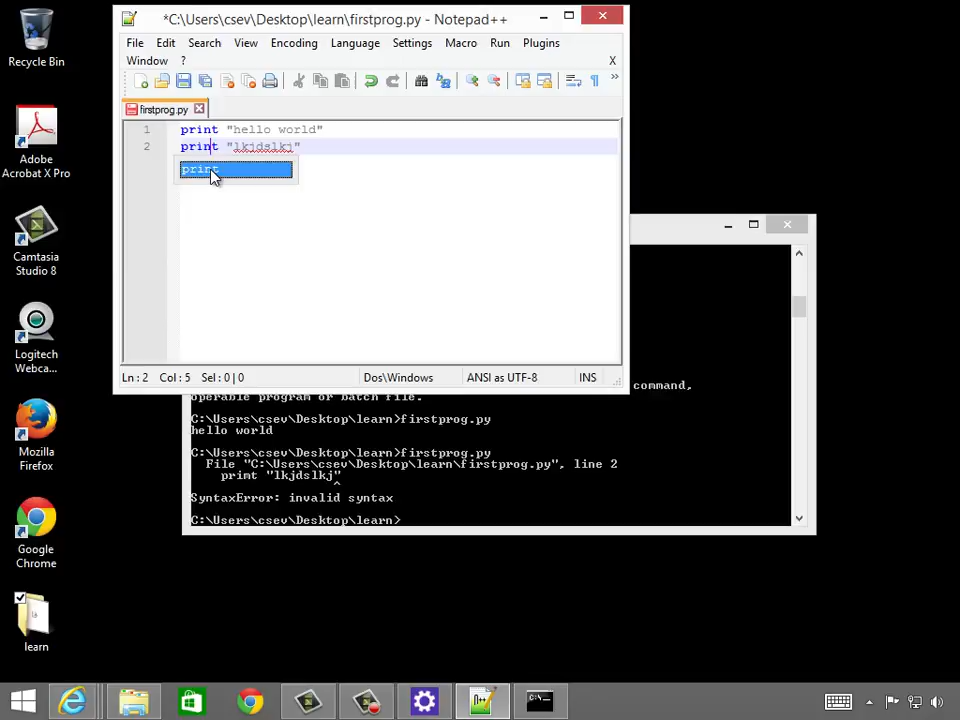 *C:\Users\csev\Desktop\learn\firstprog.py - Notepad++
File Edit Search View Encoding Language Settings Macro Run Plugins
Window ? X
firstprog.py
1 print "hello world"
2 print "lkjdslkj"
print
Ln:2 Col:5 Sel:0|0 Dos\Windows ANSI as UTF-8 INS
command,
operable program or batch file.
C:\Users\csev\Desktop\learn>firstprog.py
hello world
C:\Users\csev\Desktop\learn>firstprog.py
File "C:\Users\csev\Desktop\learn\firstprog.py", line 2
primt "lkjdslkj"
^
SyntaxError: invalid syntax
C:\Users\csev\Desktop\learn>
Recycle Bin
Adobe
Acrobat X Pro
Camtasia
Studio 8
Logitech
Webca...
Mozilla
Firefox
Google
Chrome
learn